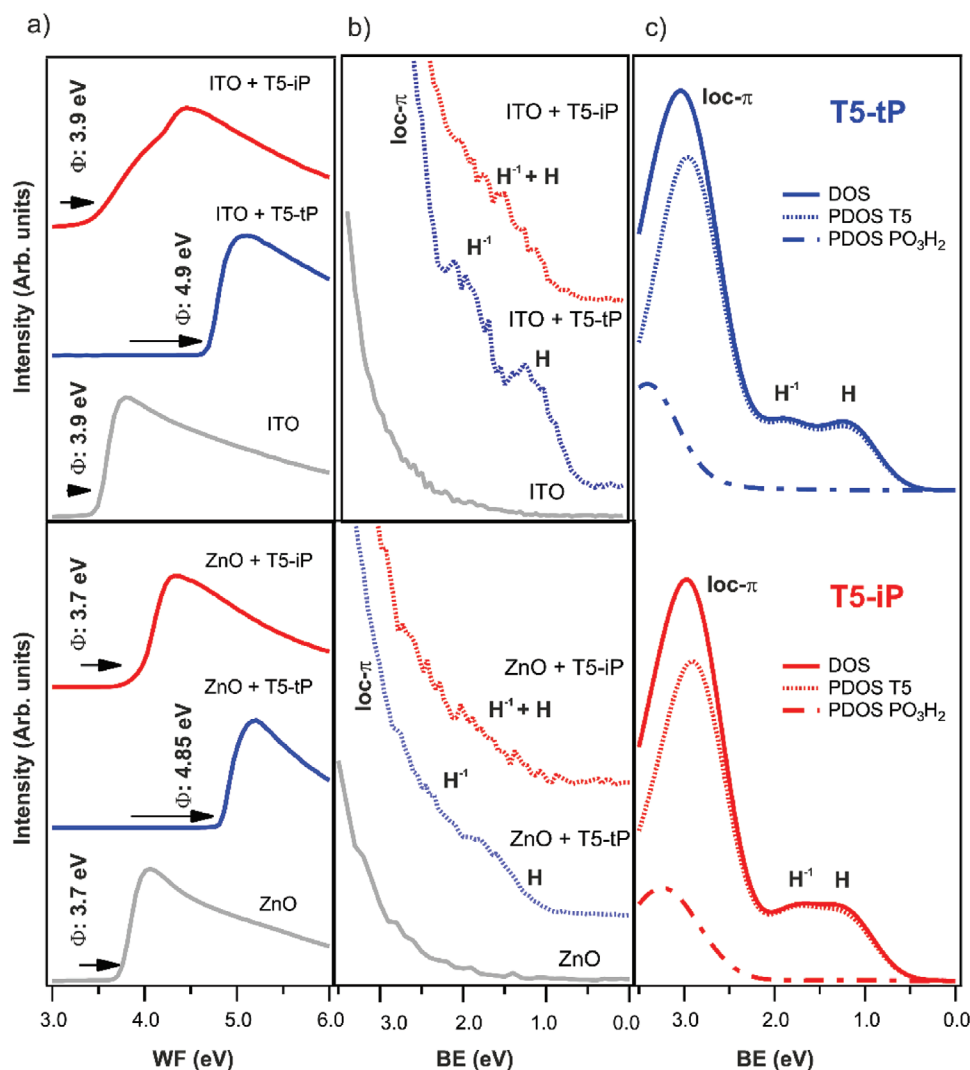 a)
b)
c)
Intensity (Arb. units)
ITO + T5-iP
Φ: 3.9 eV
ITO + T5-tP
Φ: 4.9 eV
ITO
Φ: 3.9 eV
loc-π
ITO + T5-iP
H⁻¹ + H
H⁻¹
ITO + T5-tP
H
ITO
loc-π
T5-tP
DOS
PDOS T5
PDOS PO₃H₂
H⁻¹
H
Intensity (Arb. units)
ZnO + T5-iP
Φ: 3.7 eV
ZnO + T5-tP
Φ: 4.85 eV
ZnO
Φ: 3.7 eV
loc-π
ZnO + T5-iP
H⁻¹ + H
H⁻¹
ZnO + T5-tP
H
ZnO
loc-π
T5-iP
DOS
PDOS T5
PDOS PO₃H₂
H⁻¹
H
3.0 4.0 5.0 6.0
WF (eV)
3.0 2.0 1.0 0.0
BE (eV)
3.0 2.0 1.0 0.0
BE (eV)